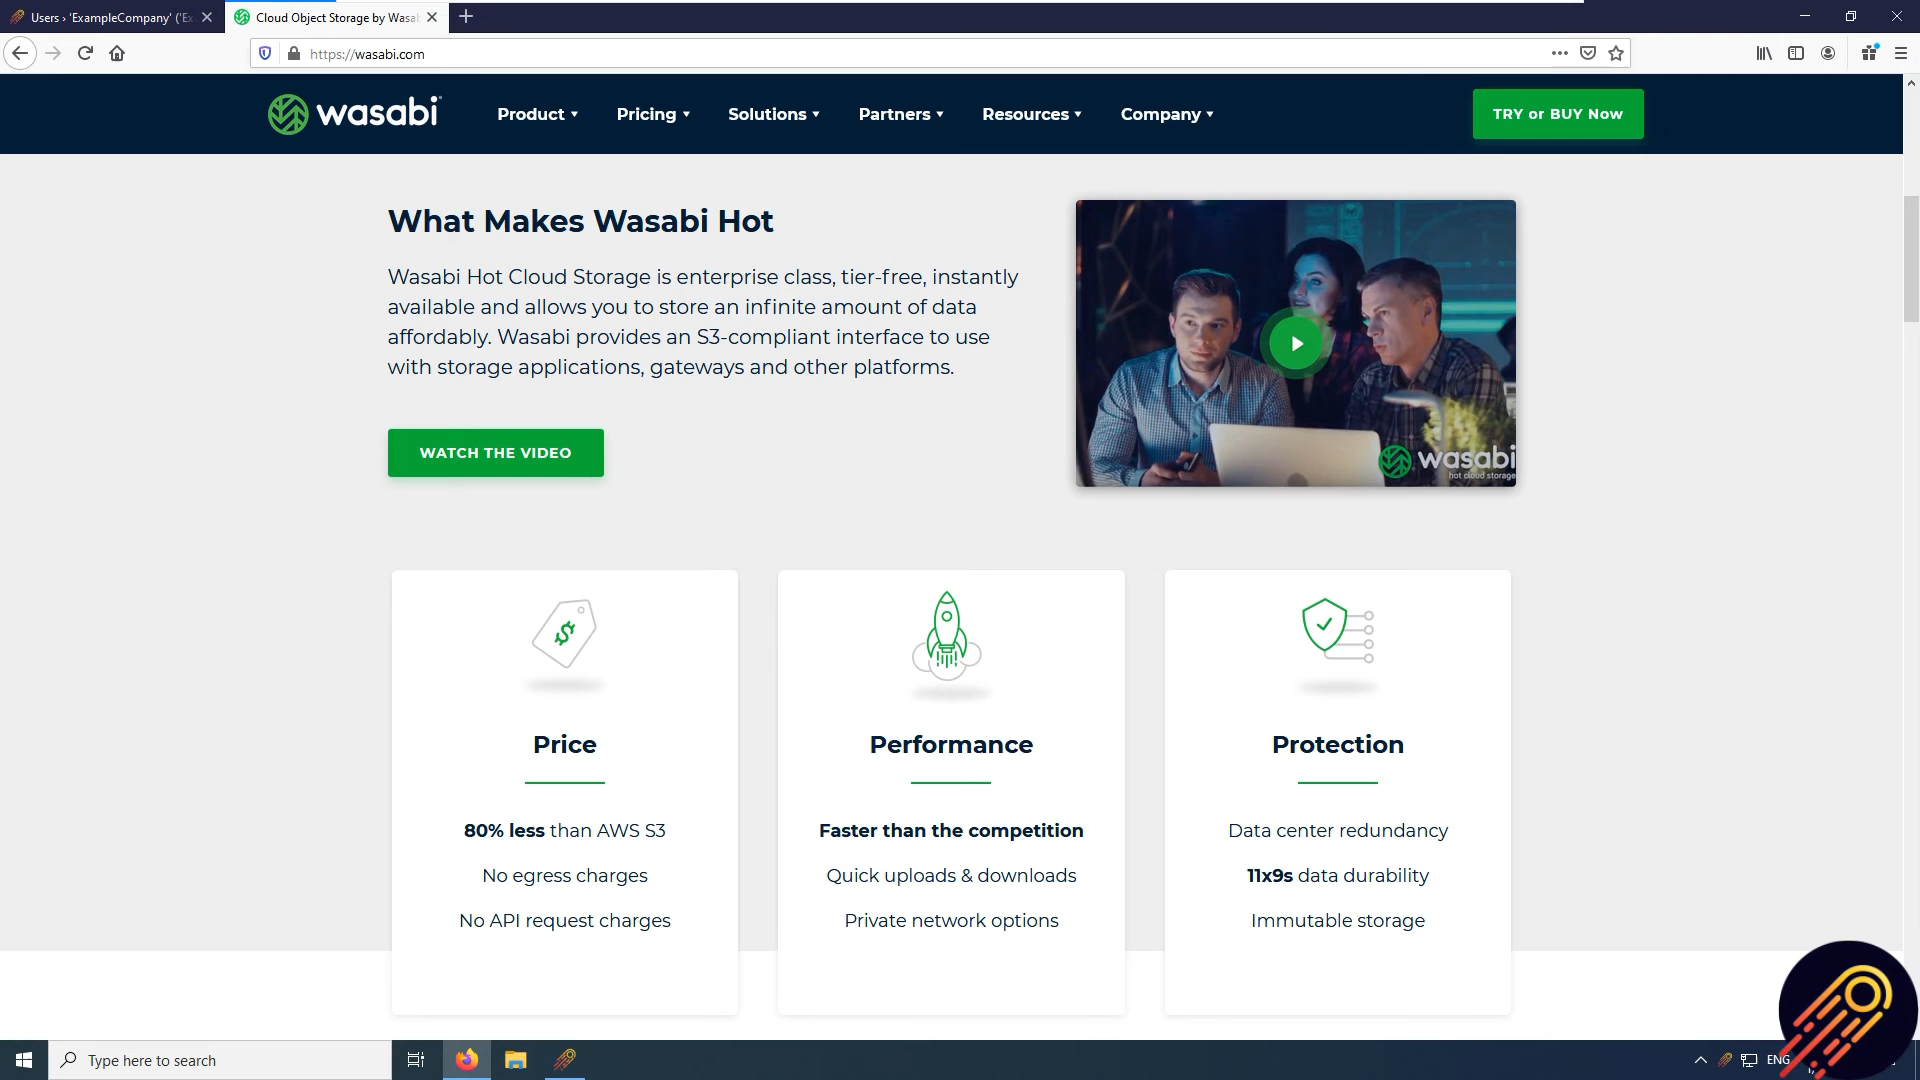 Users › 'ExampleCompany' ('Ex
Cloud Object Storage by Wasa
https://wasabi.com
wasabi
Product
Pricing
Solutions
Partners
Resources
Company
TRY or BUY Now
What Makes Wasabi Hot
Wasabi Hot Cloud Storage is enterprise class, tier-free, instantly
available and allows you to store an infinite amount of data
affordably. Wasabi provides an S3-compliant interface to use
with storage applications, gateways and other platforms.
WATCH THE VIDEO
wasabi
hot cloud storage
Price
80% less than AWS S3
No egress charges
No API request charges
Performance
Faster than the competition
Quick uploads & downloads
Private network options
Protection
Data center redundancy
11x9s data durability
Immutable storage
Type here to search
ENG